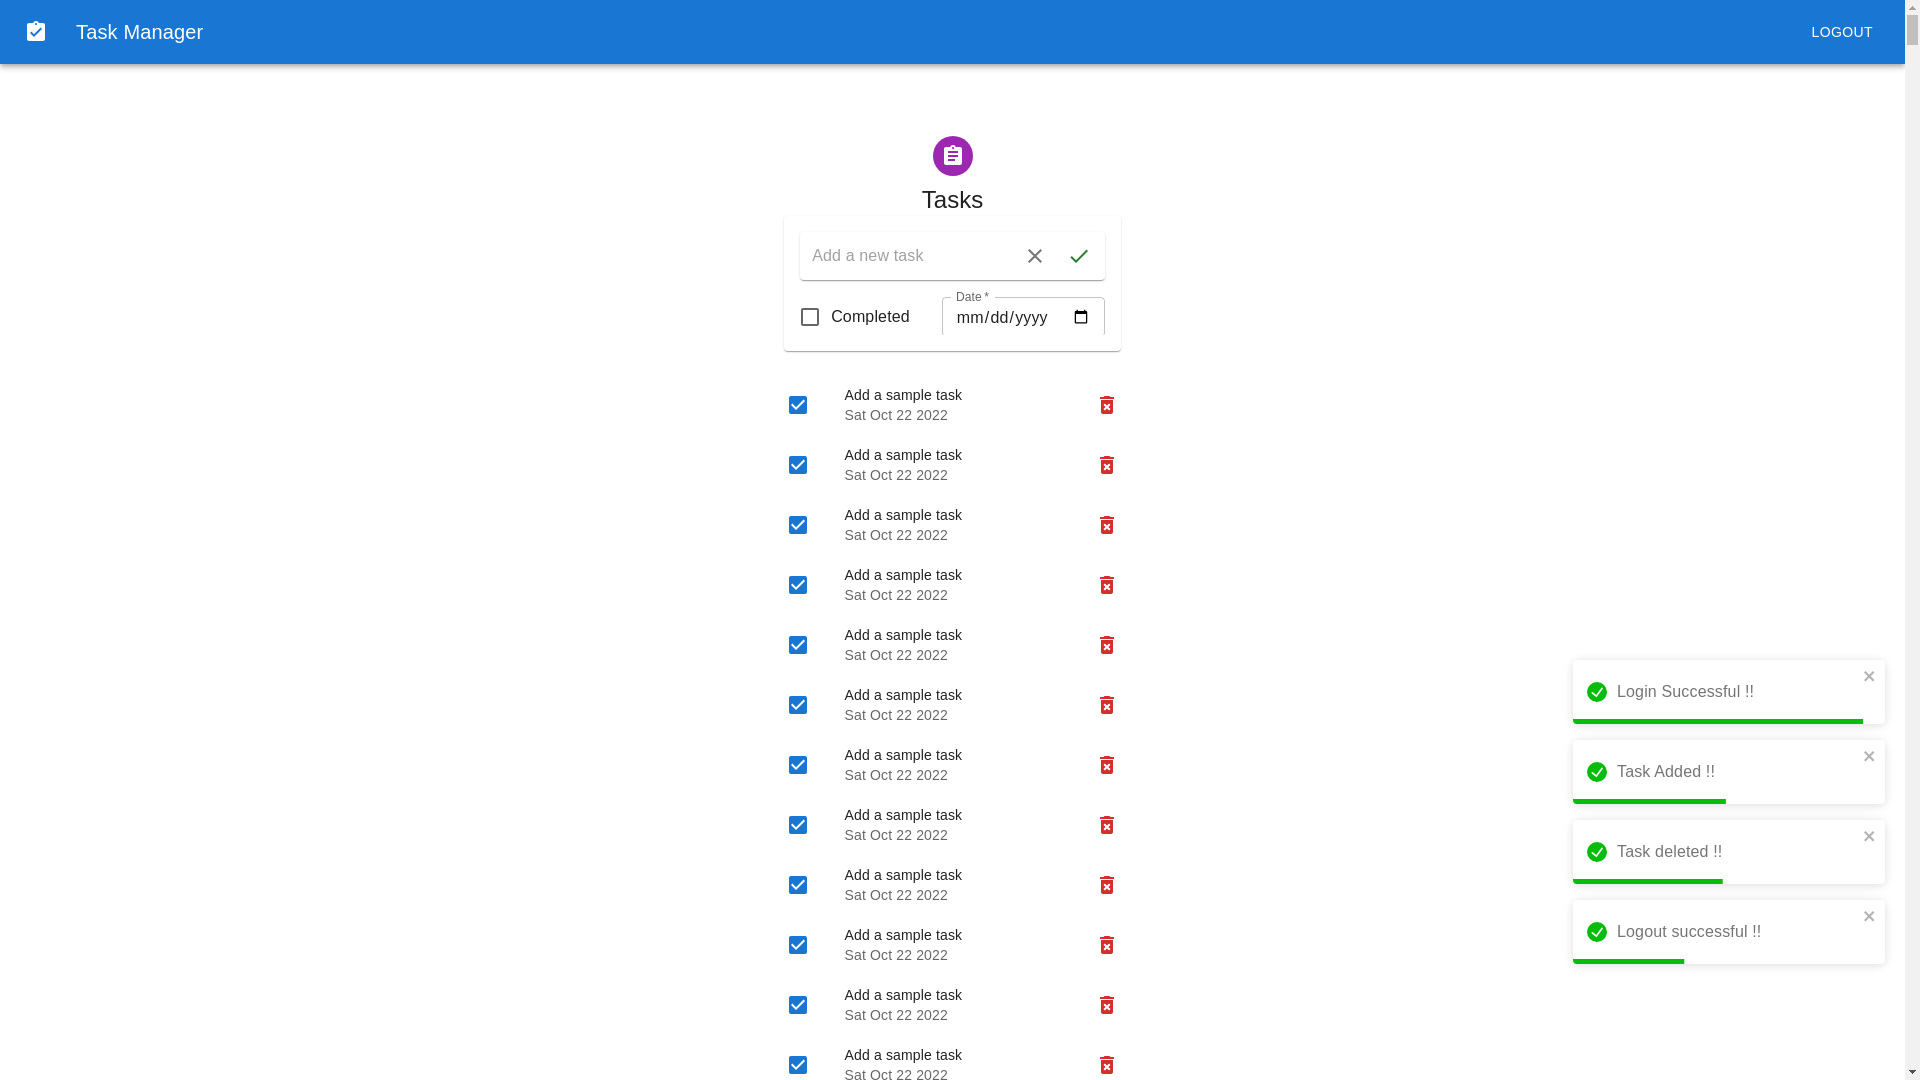 Task Manager
LOGOUT
Tasks
Add a new task
Date *
Completed
mm/dd/yyyy
Add a sample task
Sat Oct 22 2022
Add a sample task
Sat Oct 22 2022
Add a sample task
Sat Oct 22 2022
Add a sample task
Sat Oct 22 2022
Add a sample task
Sat Oct 22 2022
Add a sample task
Sat Oct 22 2022
Add a sample task
Sat Oct 22 2022
Add a sample task
Sat Oct 22 2022
Add a sample task
Sat Oct 22 2022
Add a sample task
Sat Oct 22 2022
Add a sample task
Sat Oct 22 2022
Add a sample task
Sat Oct 22 2022
Login Successful !!
Task Added !!
Task deleted !!
Logout successful !!